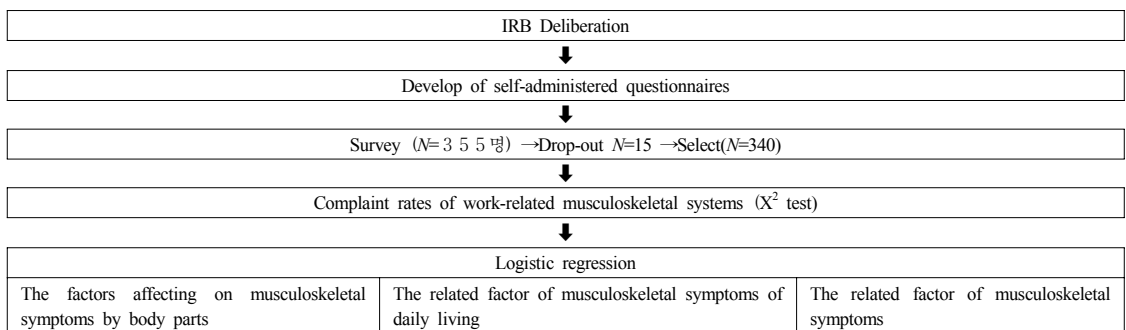 IRB Deliberation
Develop of self-administered questionnaires
Survey (N=３５５명) →Drop-out N=15 →Select(N=340)
Complaint rates of work-related musculoskeletal systems (X² test)
Logistic regression
The factors affecting on musculoskeletal
symptoms by body parts
The related factor of musculoskeletal symptoms of
daily living
The related factor of musculoskeletal
symptoms